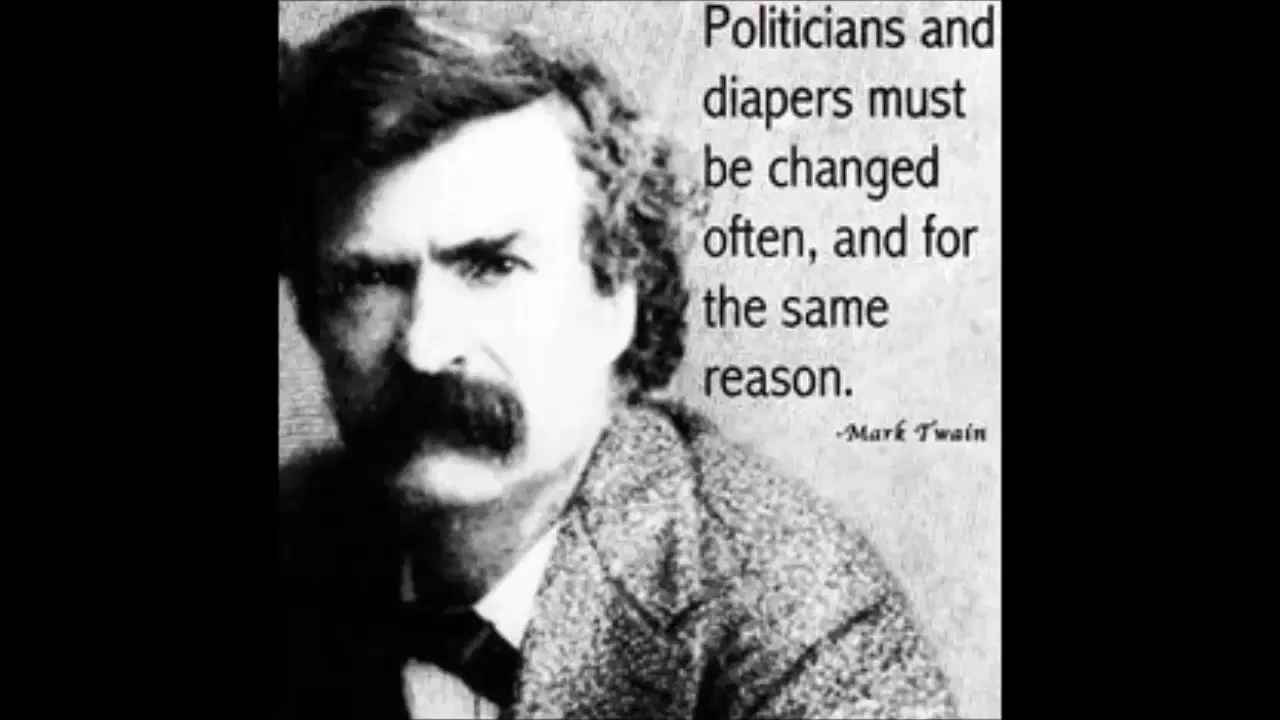 Politicians and
diapers must
be changed
often, and for
the same
reason.
-Mark Twain